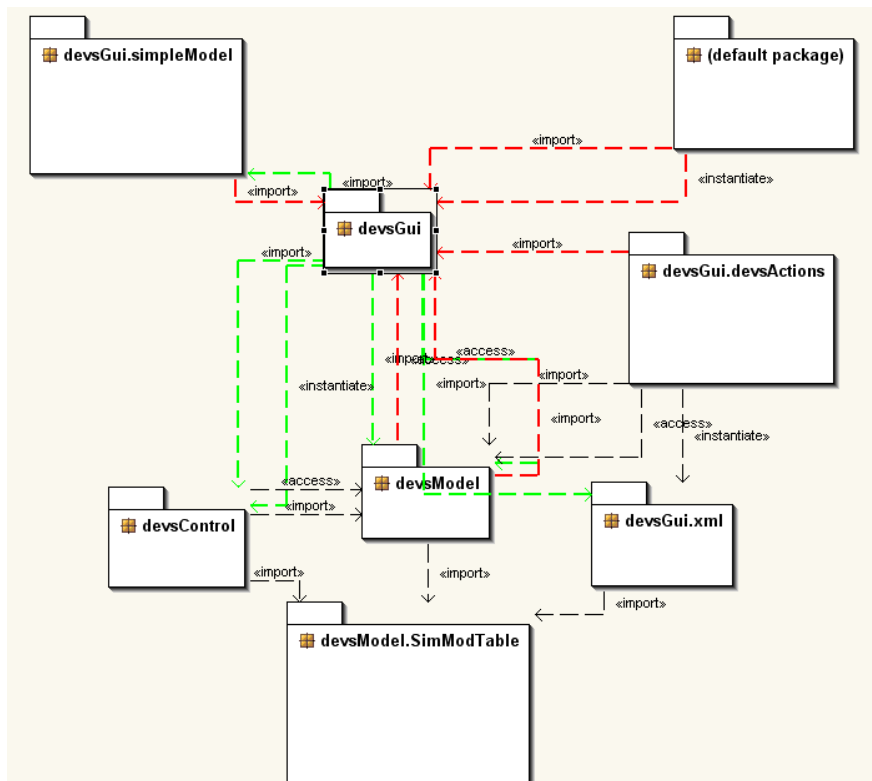 devsGui.simpleModel
(default package)
«import»
«instantiate»
«import»
«import»
devsGui
«import»
«import»
devsGui.devsActions
«access»
«import»
«access»
«import»
«import»
«instantiate»
«import»
«access»
«instantiate»
«access»
devsModel
«import»
devsControl
devsGui.xml
«import»
«import»
«import»
devsModel.SimModTable